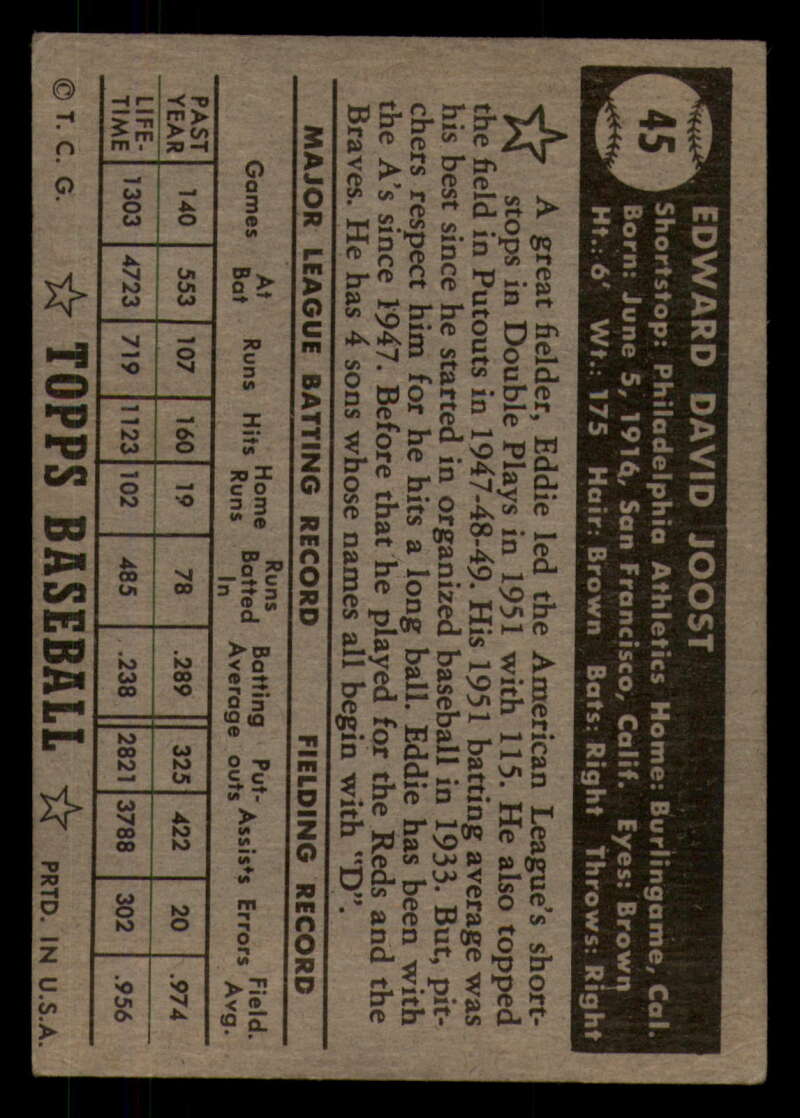 45
EDWARD DAVID JOOST
Shortstop: Philadelphia Athletics Home: Burlingame, Cal.
Born: June 5, 1916, San Francisco, Calif. Eyes: Brown
Ht.: 6' Wt.: 175 Hair: Brown Bats: Right Throws: Right
A great fielder, Eddie led the American League's short-
stops in Double Plays in 1951 with 115. He also topped
the field in Putouts in 1947-48-49. His 1951 batting average was
his best since he started in organized baseball in 1933. But, pit-
chers respect him for he hits a long ball. Eddie has been with
the A's since 1947. Before that he played for the Reds and the
Braves. He has 4 sons whose names all begin with "D".
MAJOR LEAGUE BATTING RECORD FIELDING RECORD
Games At Bat Runs Hits Home Runs Runs Batted In Batting Average Put-outs Assists Errors Field. Avg.
PAST YEAR 140 553 107 160 19 78 .289 325 422 20 .974
LIFE-TIME 1303 4723 719 1123 102 485 .238 2821 3788 302 .956
© T. C. G. TOPPS BASEBALL PRTD. IN U.S.A.